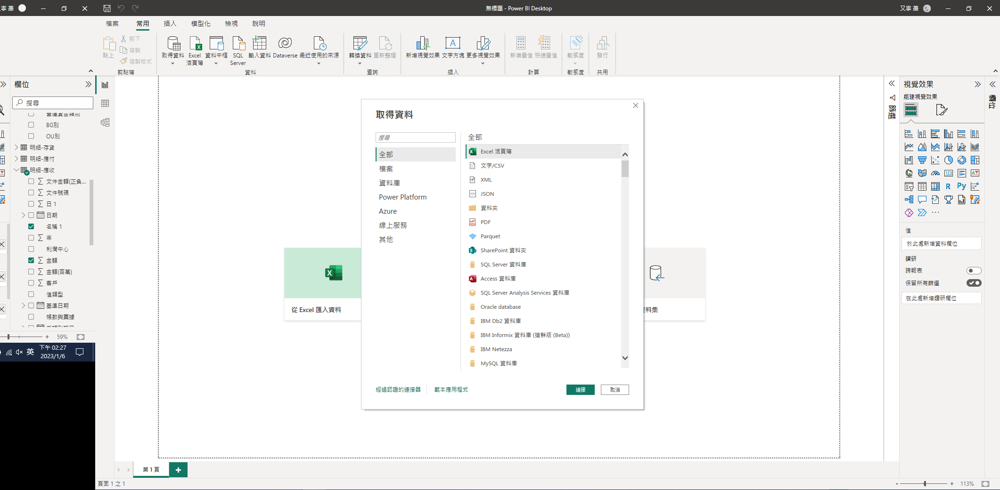 寧 蕭
無標題 - Power BI Desktop
又寧 蕭
檔案
常用
插入
模型化
檢視
說明
貼上
剪下
複製
複製格式
剪貼簿
取得資料
Excel
活頁簿
資料中樞
SQL
Server
輸入資料
Dataverse
最近使用的來源
資料
轉換資料
重新整理
查詢
新增視覺效果
文字方塊
更多視覺效果
插入
新增量值
快速量值
計算
敏感度
敏感度
發行
共用
欄位
搜尋
BG別
OU別
明細-存貨
明細-應付
明細-應收
文件金額(正負...
文件號碼
日 1
日期
名稱 1
年
利潤中心
金額
金額(百萬)
客戶
值類型
基準日期
帳款與票據
59%
英
下午 02:27
2023/1/6
取得資料
搜尋
全部
檔案
資料庫
Power Platform
Azure
線上服務
其他
全部
Excel 活頁簿
文字/CSV
XML
JSON
資料夾
PDF
Parquet
SharePoint 資料夾
SQL Server 資料庫
Access 資料庫
SQL Server Analysis Services 資料庫
Oracle database
IBM Db2 資料庫
IBM Informix 資料庫 (搶鮮版 (Beta))
IBM Netezza
MySQL 資料庫
經過認證的連接器
範本應用程式
連接
取消
從 Excel 匯入資料
料集
篩選
視覺效果
組建視覺效果
123
R
Py
值
於此處新增資料欄位
鑽研
跨報表
保留所有篩選
在此處新增鑽研欄位
欄位
第 1 頁
頁面 1 之 1
113%